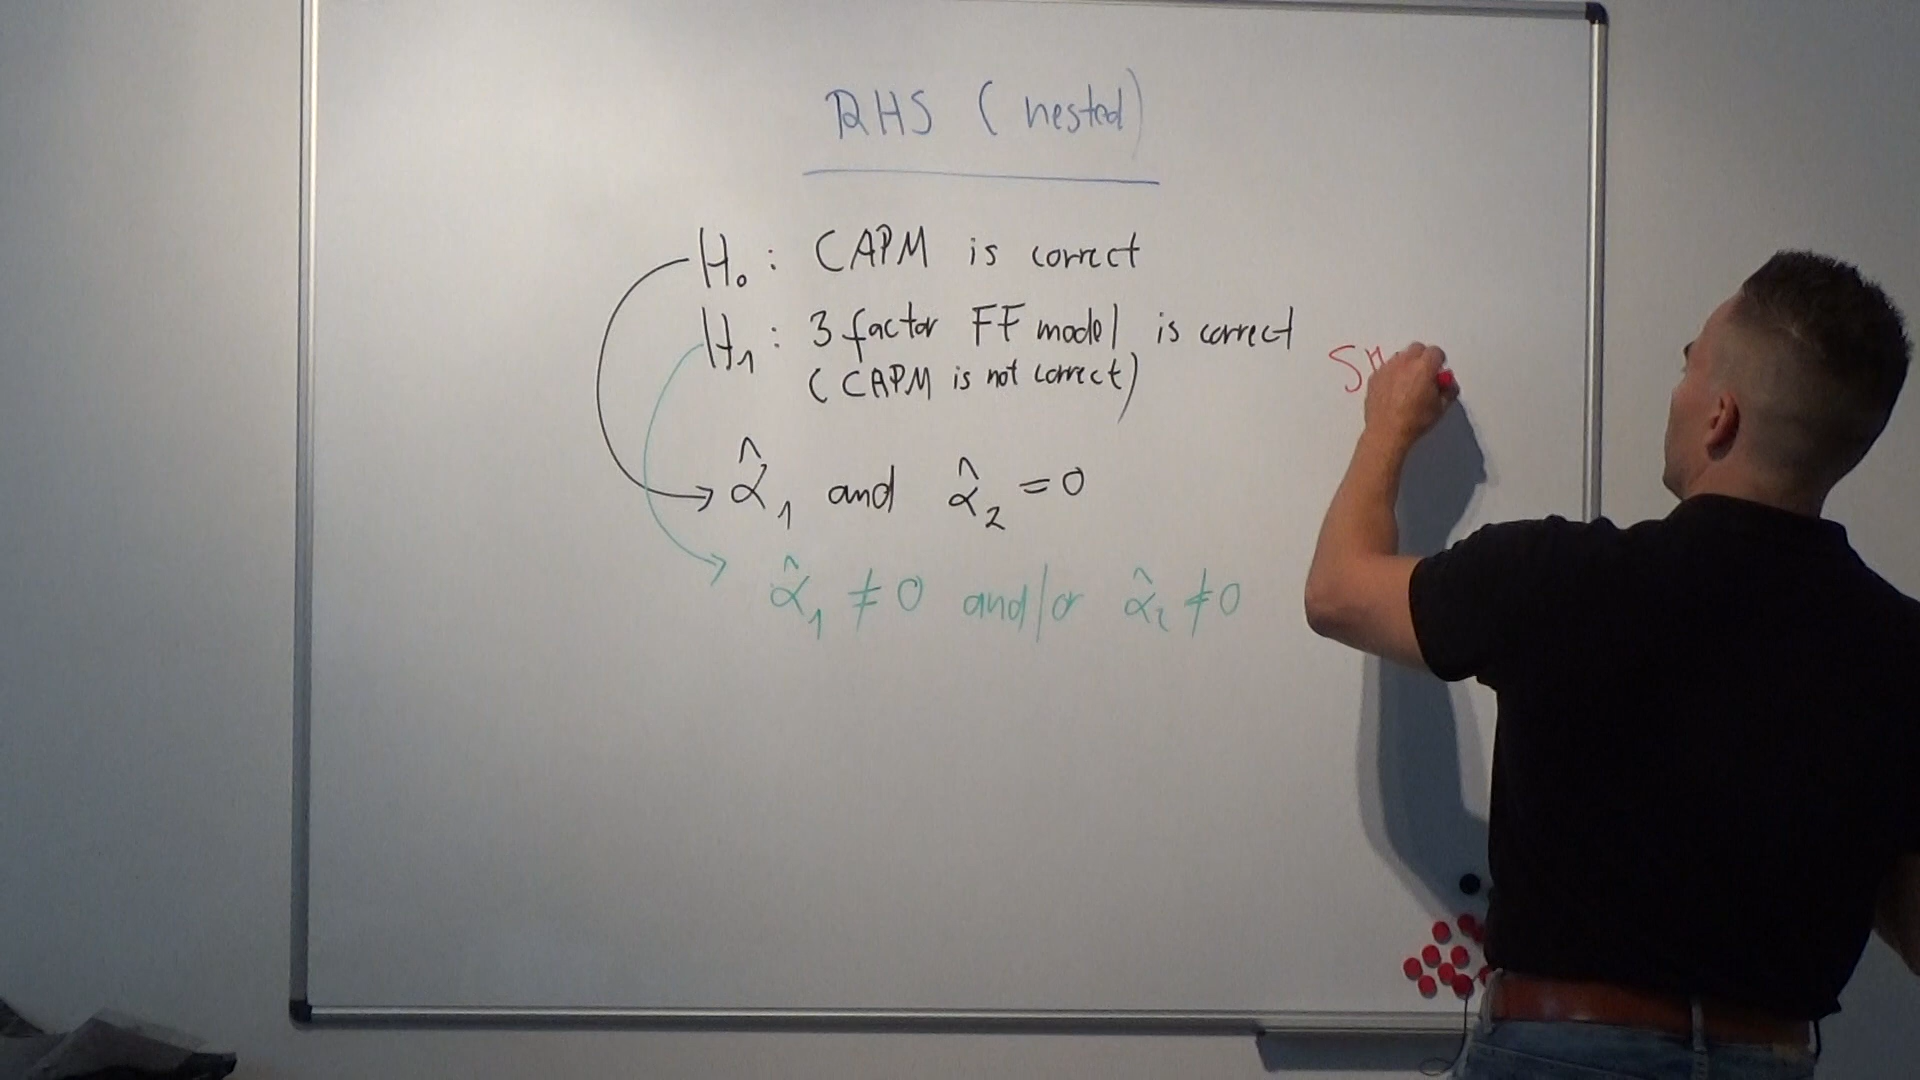 RHS (nested)
H₀: CAPM is correct
H₁: 3 factor FF model is correct
(CAPM is not correct)
α̂₁ and α̂₂ = 0
α̂₁ ≠ 0 and/or α̂₂ ≠ 0